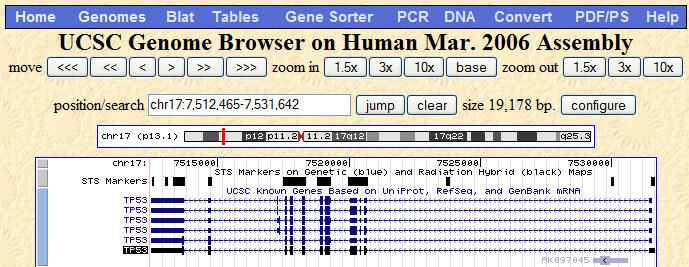 Home Genomes Blat Tables Gene Sorter PCR DNA Convert PDF/PS Help
UCSC Genome Browser on Human Mar. 2006 Assembly
move <<< << < > >> >>> zoom in 1.5x 3x 10x base zoom out 1.5x 3x 10x
position/search chr17:7,512,465-7,531,642 jump clear size 19,178 bp. configure
chr17 (p13.1) p12 p11.2 11.2 17q12 17q22 q25.3
chr17: 7515000 7520000 7525000 7530000
STS Markers on Genetic (blue) and Radiation Hybrid (black) Maps
STS Markers
UCSC Known Genes Based on UniProt, RefSeq, and GenBank mRNA
TP53
TP53
TP53
TP53
TP53
TP53
AK097045